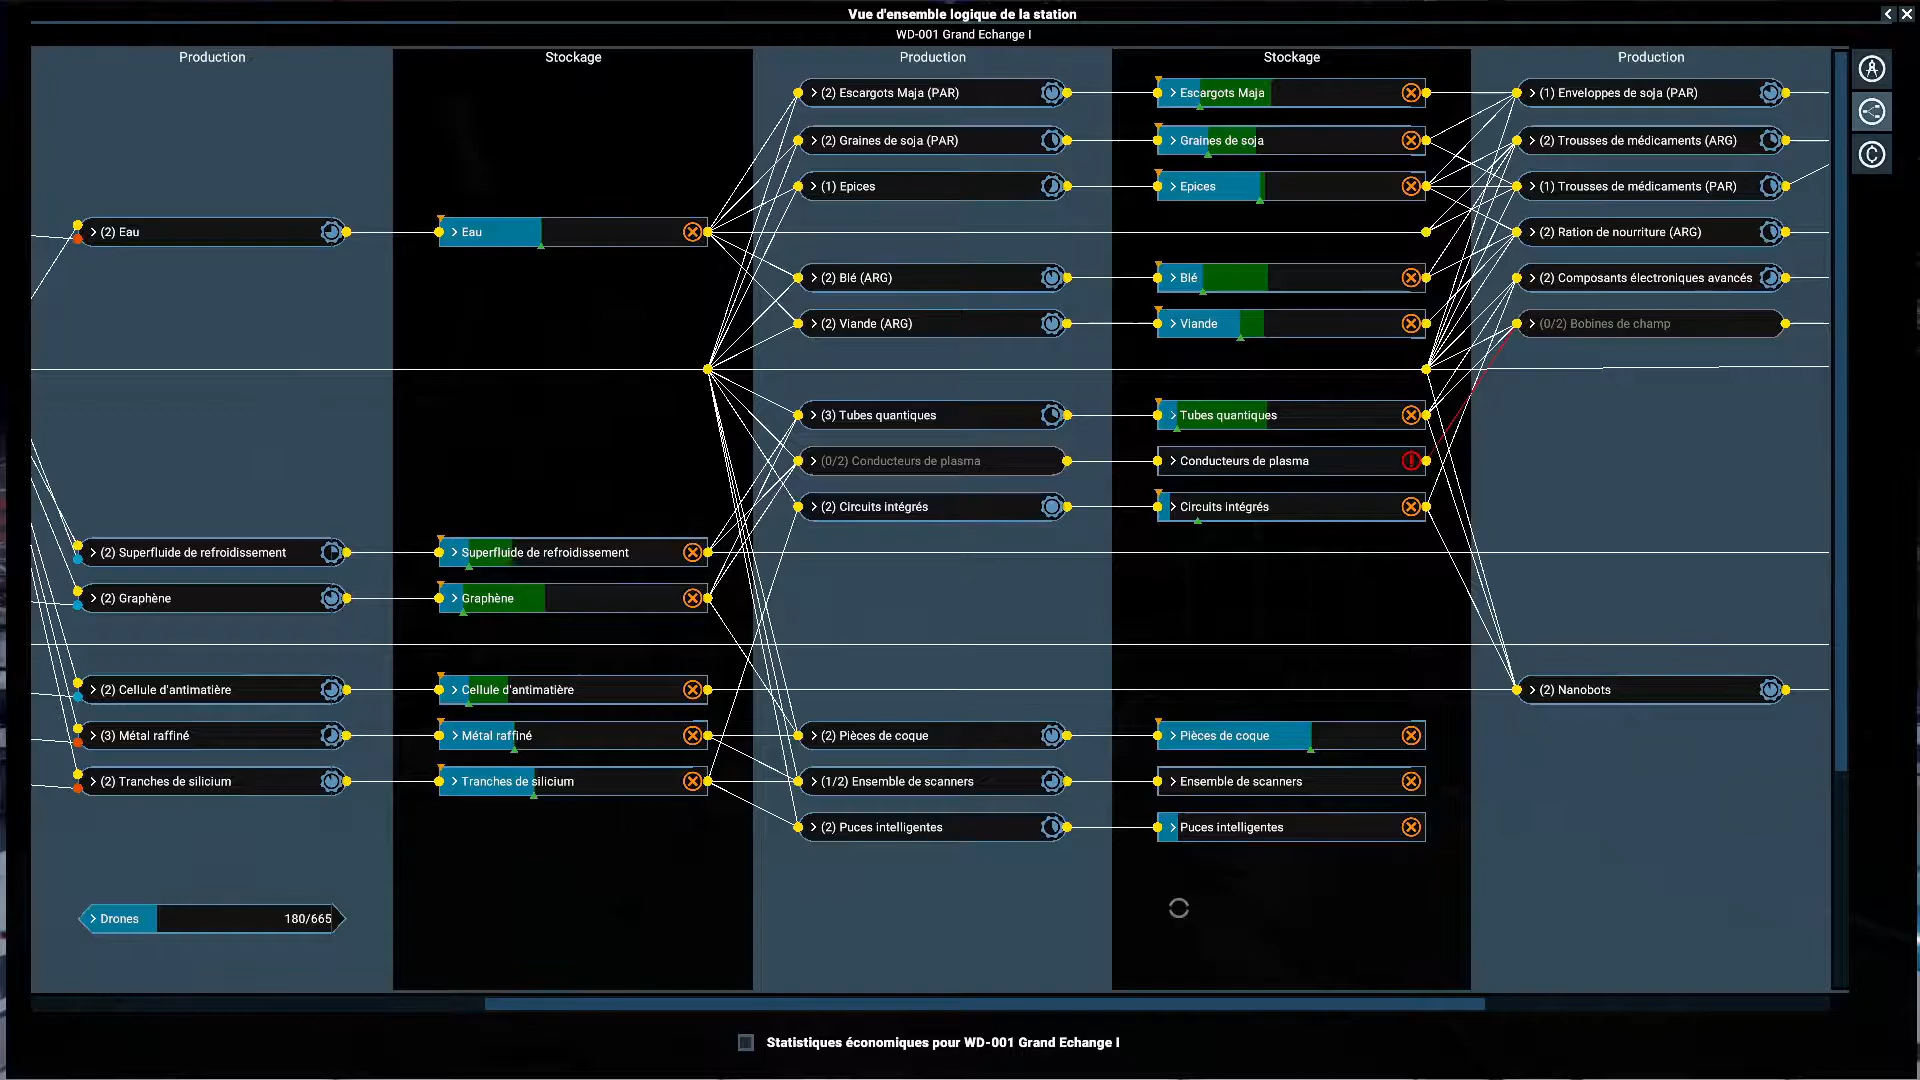 Vue d'ensemble logique de la station
WD-001 Grand Echange I
Production
Stockage
Production
Stockage
Production
(2) Escargots Maja (PAR)
Escargots Maja
(1) Enveloppes de soja (PAR)
(2) Graines de soja (PAR)
Graines de soja
(2) Trousses de médicaments (ARG)
(1) Epices
Epices
(1) Trousses de médicaments (PAR)
(2) Eau
Eau
(2) Ration de nourriture (ARG)
(2) Blé (ARG)
Blé
(2) Composants électroniques avancés
(2) Viande (ARG)
Viande
(0/2) Bobines de champ
(3) Tubes quantiques
Tubes quantiques
(0/2) Conducteurs de plasma
Conducteurs de plasma
(2) Circuits intégrés
Circuits intégrés
(2) Superfluide de refroidissement
Superfluide de refroidissement
(2) Graphène
Graphène
(2) Cellule d'antimatière
Cellule d'antimatière
(2) Nanobots
(3) Métal raffiné
Métal raffiné
(2) Pièces de coque
Pièces de coque
(2) Tranches de silicium
Tranches de silicium
(1/2) Ensemble de scanners
Ensemble de scanners
(2) Puces intelligentes
Puces intelligentes
Drones 180/665
Statistiques économiques pour WD-001 Grand Echange I